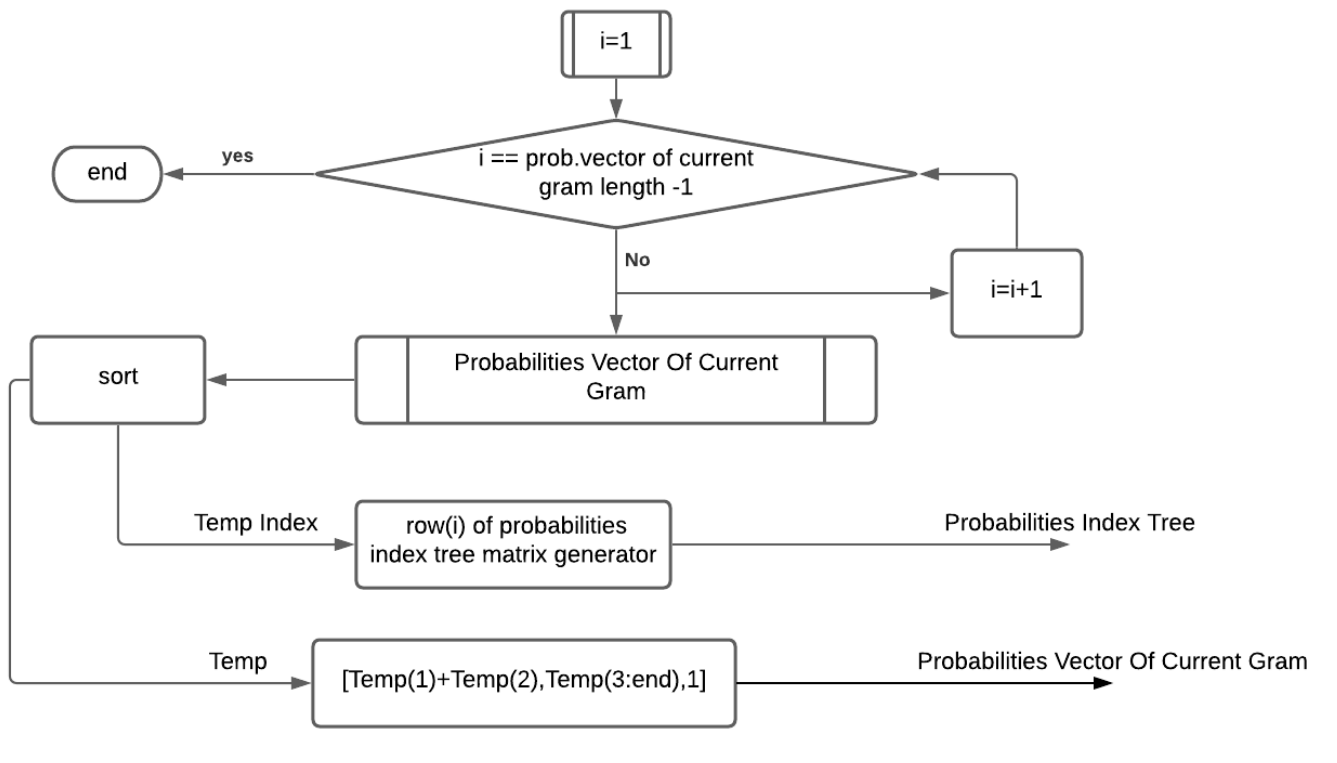 i=1
i == prob.vector of current
gram length -1
yes
end
No
i=i+1
Probabilities Vector Of Current
Gram
sort
Temp Index
row(i) of probabilities
index tree matrix generator
Probabilities Index Tree
Temp
[Temp(1)+Temp(2),Temp(3:end),1]
Probabilities Vector Of Current Gram